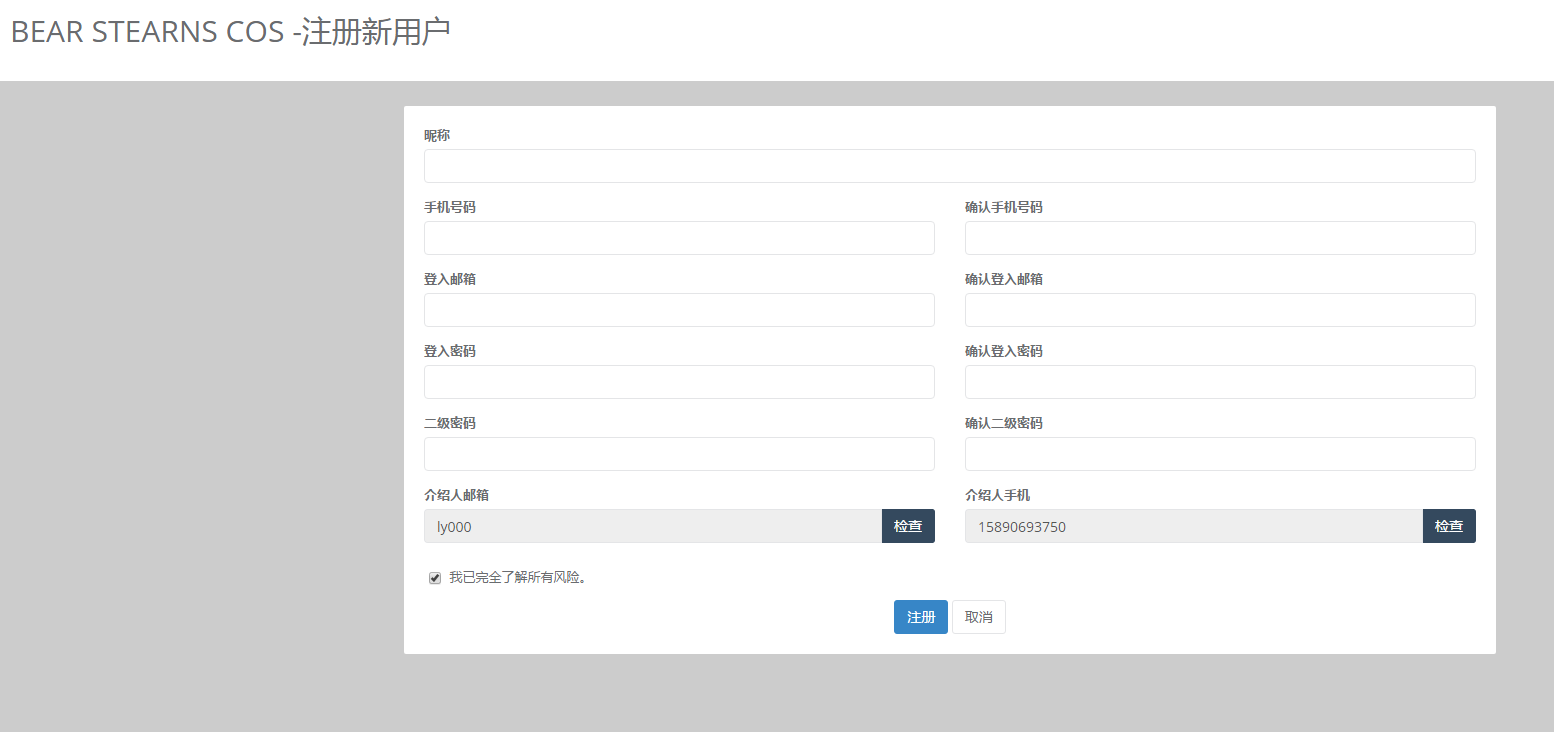 BEAR STEARNS COS -注册新用户
昵称
手机号码 确认手机号码
登入邮箱 确认登入邮箱
登入密码 确认登入密码
二级密码 确认二级密码
介绍人邮箱 介绍人手机
ly000 检查 15890693750 检查
我已完全了解所有风险。
注册 取消